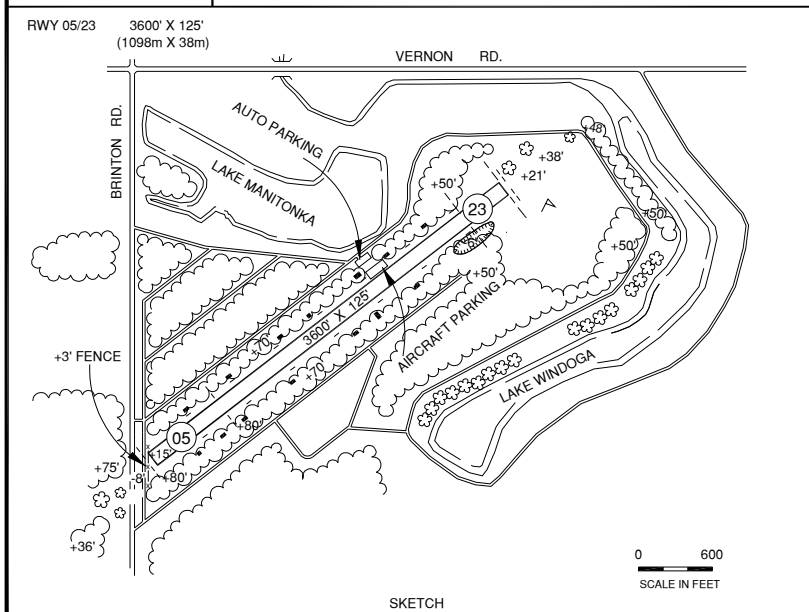 RWY 05/23 3600' X 125'
(1098m X 38m)
VERNON RD.
BRINTON RD.
AUTO PARKING
LAKE MANITONKA
+48'
+38'
+21'
+50'
23
+50'
+50'
+50'
3600' X 125'
+70'
AIRCRAFT PARKING
+3' FENCE
+70'
LAKE WINDOGA
+80'
05
+15'
+75'
-8'
+80'
+36'
0 600
SCALE IN FEET
SKETCH